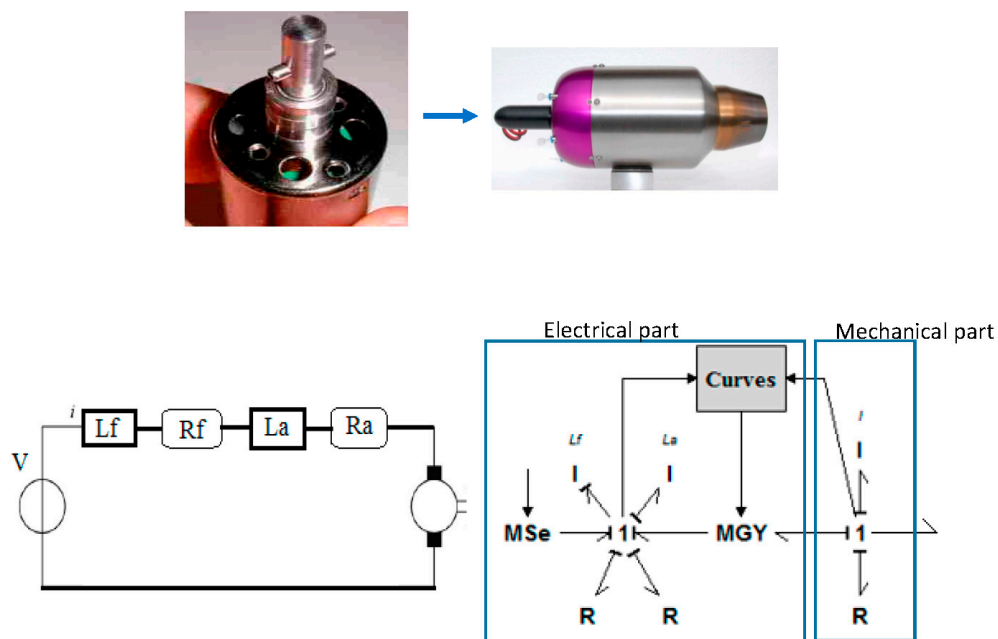 Electrical part
Mechanical part
Curves
i
Lf
Rf
La
Ra
V
Lf
La
I
I
I
I
MSe
1
MGY
1
R
R
R